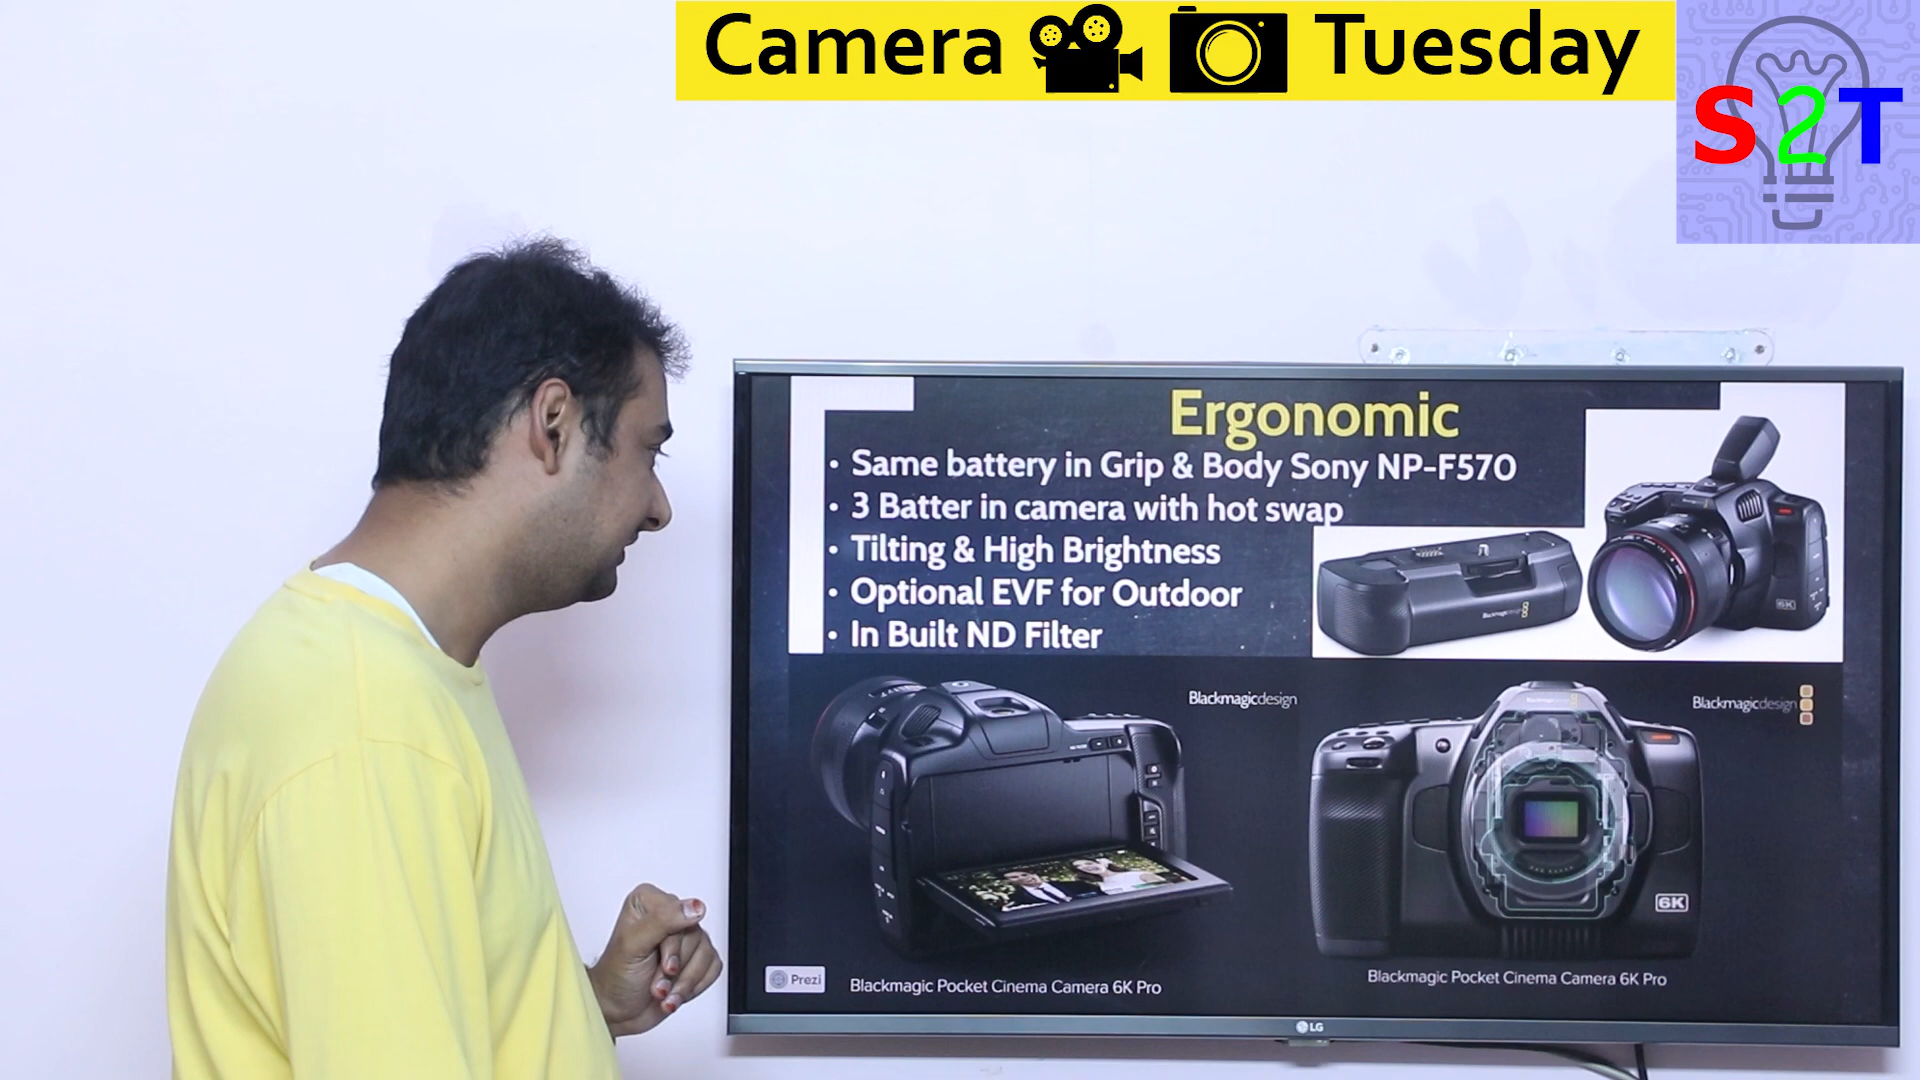 Camera Tuesday
S2T
Ergonomic
• Same battery in Grip & Body Sony NP-F570
• 3 Batter in camera with hot swap
• Tilting & High Brightness
• Optional EVF for Outdoor
• In Built ND Filter
Blackmagicdesign
6K
Blackmagicdesign
Blackmagicdesign
6K
Prezi
Blackmagic Pocket Cinema Camera 6K Pro
Blackmagic Pocket Cinema Camera 6K Pro
LG